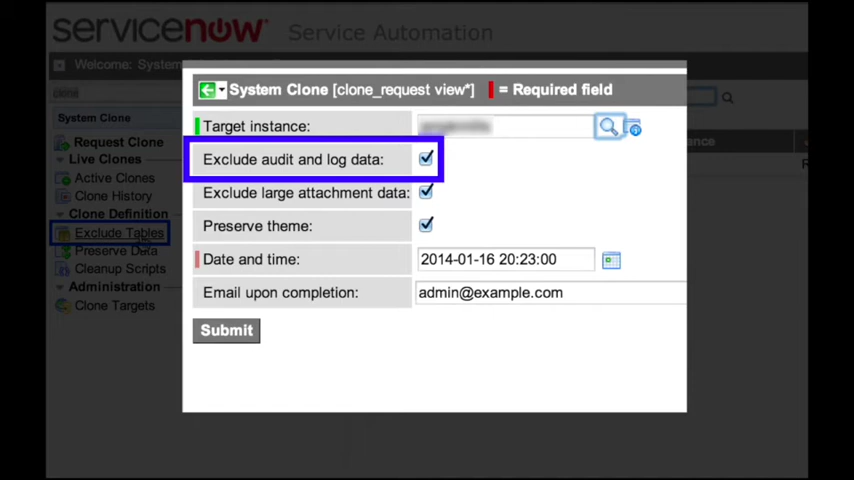 servicenow Service Automation
Welcome: System
clone
System Clone
Request Clone
Live Clones
Active Clones
Clone History
Clone Definition
Exclude Tables
Preserve Data
Cleanup Scripts
Administration
Clone Targets
System Clone [clone_request view*] = Required field
Target instance:
Exclude audit and log data:
Exclude large attachment data:
Preserve theme:
Date and time: 2014-01-16 20:23:00
Email upon completion: admin@example.com
Submit